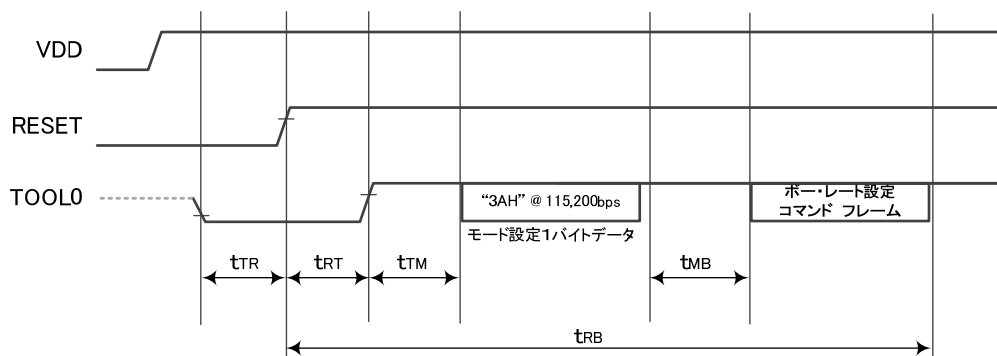 VDD
RESET
TOOL0
“3AH” @ 115,200bps
モード設定1バイトデータ
ボー・レート設定
コマンド フレーム
tTR
tRT
tTM
tMB
tRB